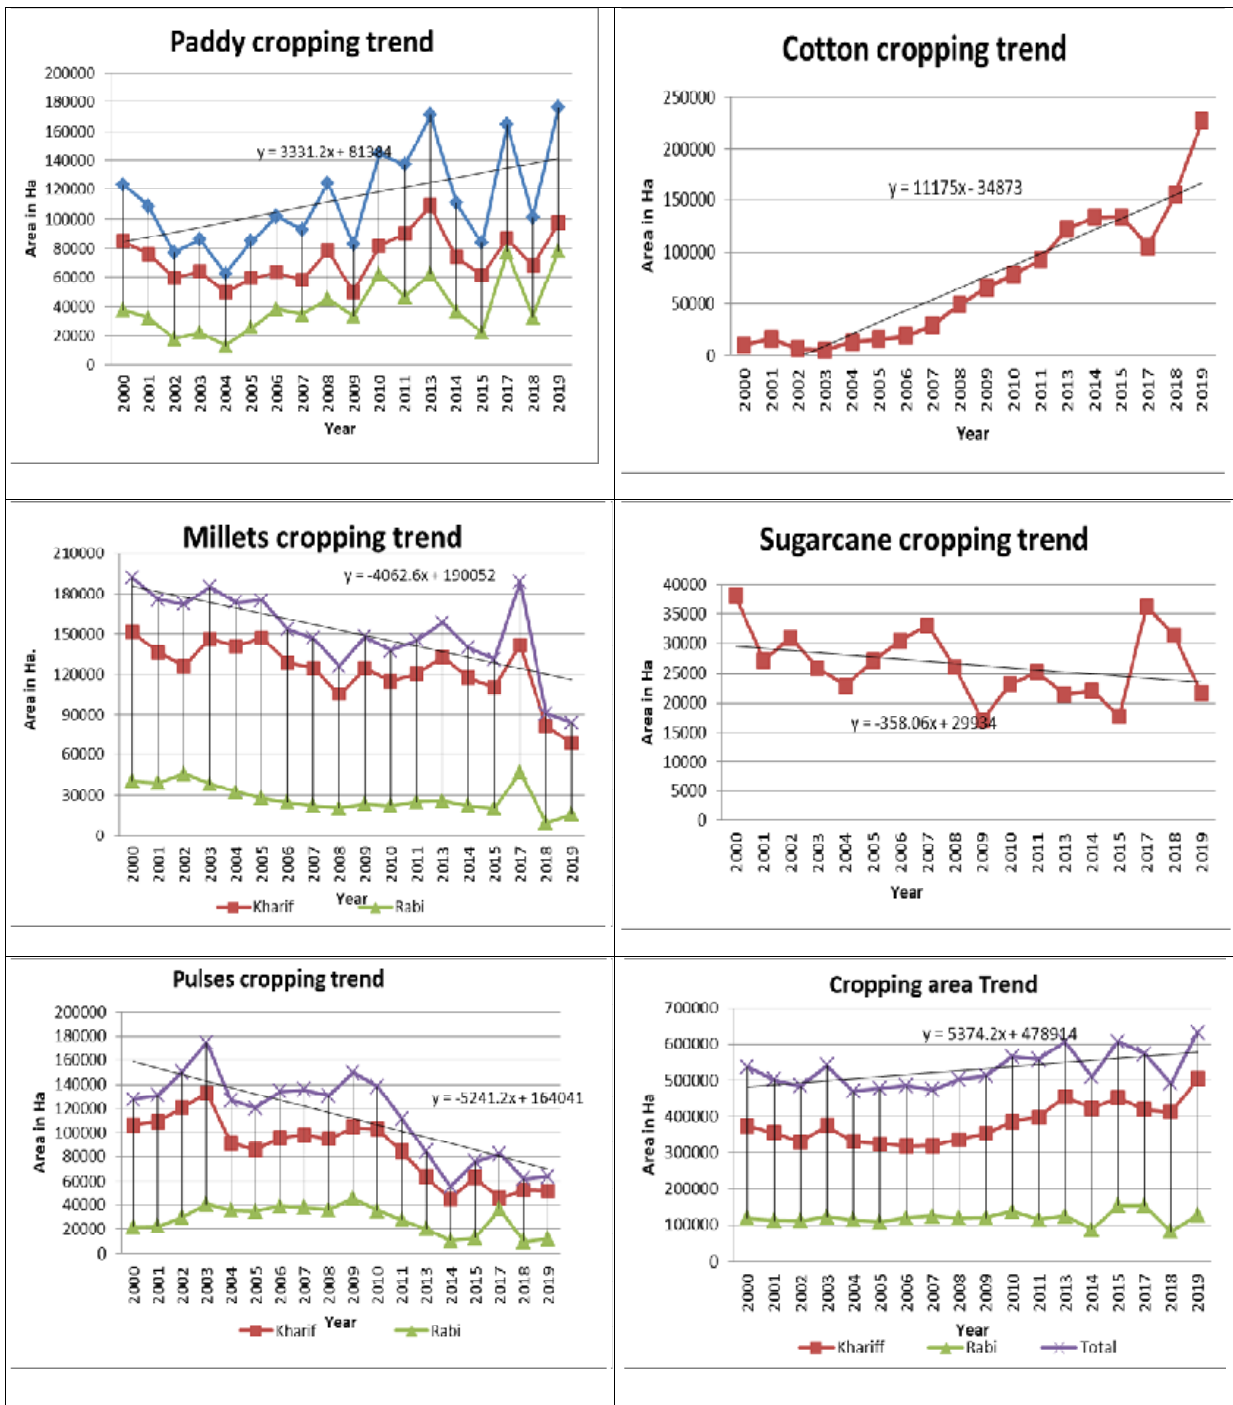 Paddy cropping trend
200000
180000
160000
140000
120000
100000
80000
60000
40000
20000
0
Area in Ha
y = 3331.2x + 81384
2000 2001 2002 2003 2004 2005 2006 2007 2008 2009 2010 2011 2013 2014 2015 2017 2018 2019
Year
Cotton cropping trend
250000
200000
150000
100000
50000
0
Area in Ha
y = 11175x - 34873
2000 2001 2002 2003 2004 2005 2006 2007 2008 2009 2010 2011 2013 2014 2015 2017 2018 2019
Year
Millets cropping trend
210000
180000
150000
120000
90000
60000
30000
0
Area in Ha.
y = -4062.6x + 190052
2000 2001 2002 2003 2004 2005 2006 2007 2008 2009 2010 2011 2013 2014 2015 2017 2018 2019
Year
Kharif Rabi
Sugarcane cropping trend
40000
35000
30000
25000
20000
15000
10000
5000
0
Area in Ha
y = -358.06x + 29934
2000 2001 2002 2003 2004 2005 2006 2007 2008 2009 2010 2011 2013 2014 2015 2017 2018 2019
Year
Pulses cropping trend
200000
180000
160000
140000
120000
100000
80000
60000
40000
20000
0
Area in Ha
y = -5241.2x + 164041
2000 2001 2002 2003 2004 2005 2006 2007 2008 2009 2010 2011 2013 2014 2015 2017 2018 2019
Year
Kharif Rabi
Cropping area Trend
700000
600000
500000
400000
300000
200000
100000
0
Area in Ha
y = 5374.2x + 478914
2000 2001 2002 2003 2004 2005 2006 2007 2008 2009 2010 2011 2013 2014 2015 2017 2018 2019
Year
Khariff Rabi Total